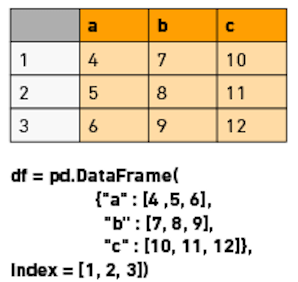 a b c
1 4 7 10
2 5 8 11
3 6 9 12
df = pd.DataFrame(
{"a" : [4 ,5, 6],
"b" : [7, 8, 9],
"c" : [10, 11, 12]},
Index = [1, 2, 3])